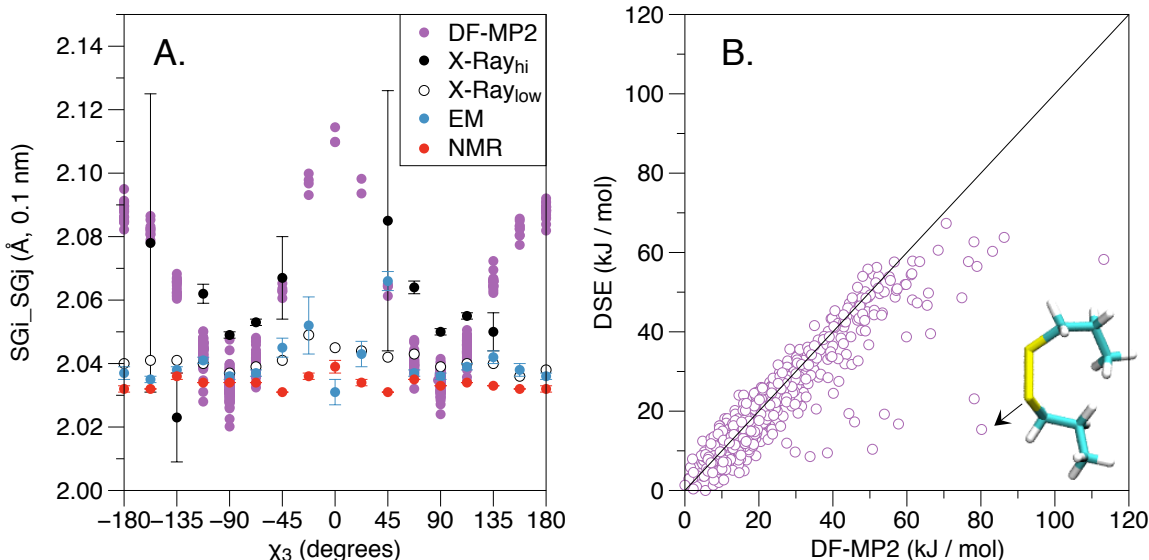 A.
DF-MP2
X-Rayhi
X-Raylow
EM
NMR
2.14
2.12
2.10
2.08
2.06
2.04
2.02
2.00
SGi_SGj (Å, 0.1 nm)
−180 −135 −90 −45 0 45 90 135 180
χ3 (degrees)
B.
120
100
80
60
40
20
0
DSE (kJ / mol)
0 20 40 60 80 100 120
DF-MP2 (kJ / mol)